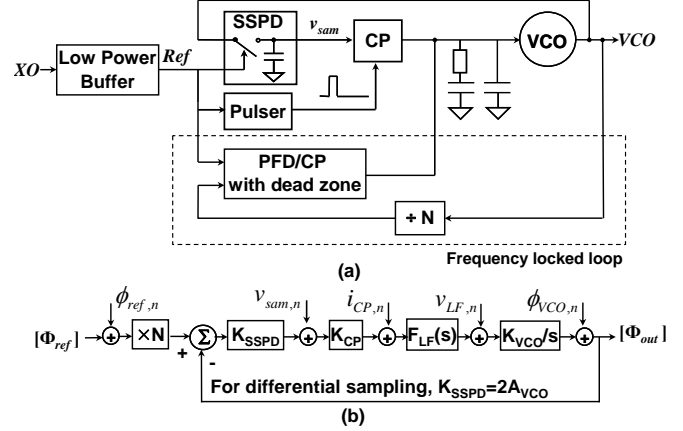 SSPD
v_sam
CP
VCO
VCO
XO
Low Power
Buffer
Ref
Pulser
PFD/CP
with dead zone
÷ N
Frequency locked loop
(a)
ϕ_ref,n
v_sam,n
i_CP,n
v_LF,n
ϕ_VCO,n
[Φ_ref]
+
×N
+
Σ
-
K_SSPD
+
K_CP
+
F_LF(s)
+
K_VCO/s
+
[Φ_out]
For differential sampling, K_SSPD=2A_VCO
(b)